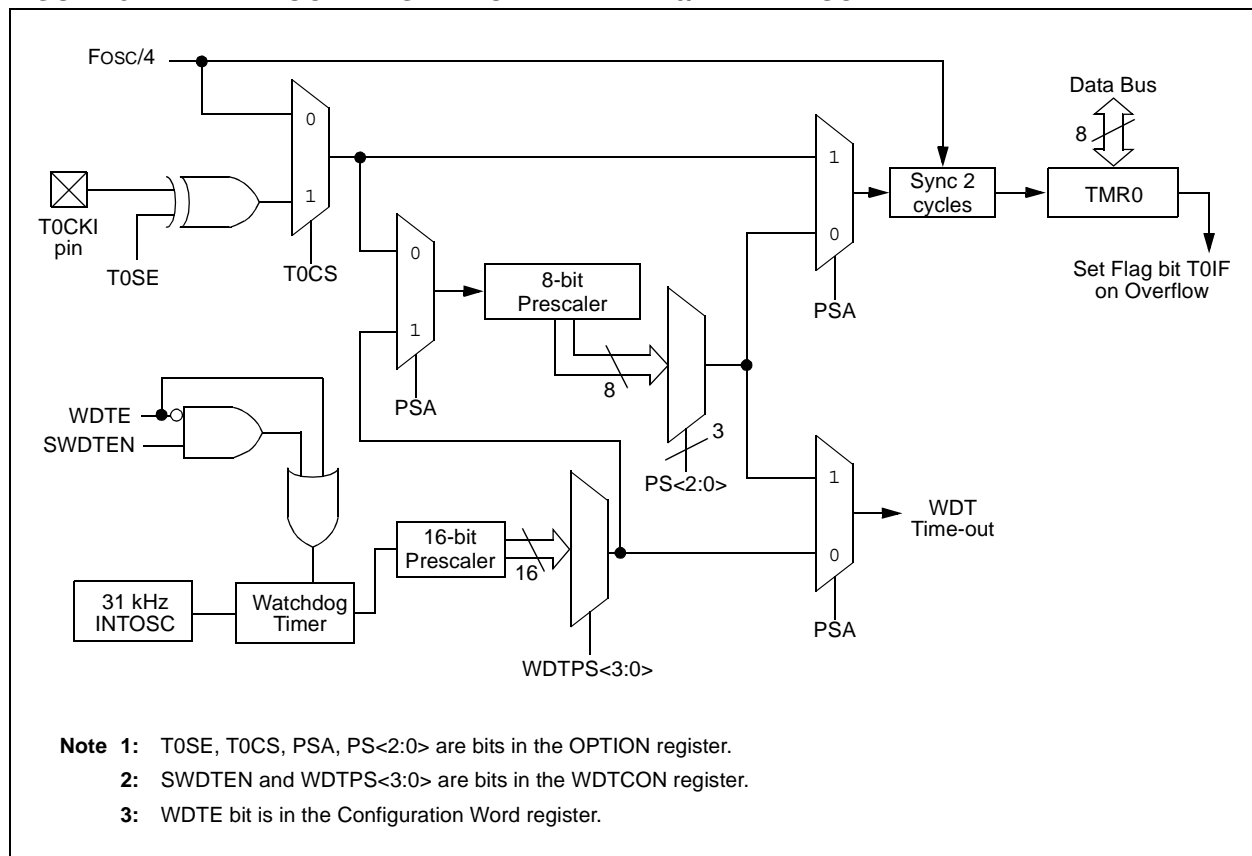 FOSC/4
0
1
T0CKI
pin
T0SE
T0CS
0
1
PSA
8-bit
Prescaler
8
3
PS<2:0>
1
0
PSA
Sync 2
cycles
Data Bus
8
TMR0
Set Flag bit T0IF
on Overflow
WDTE
SWDTEN
31 kHz
INTOSC
Watchdog
Timer
16-bit
Prescaler
16
WDTPS<3:0>
1
0
PSA
WDT
Time-out
Note 1: T0SE, T0CS, PSA, PS<2:0> are bits in the OPTION register.
2: SWDTEN and WDTPS<3:0> are bits in the WDTCON register.
3: WDTE bit is in the Configuration Word register.